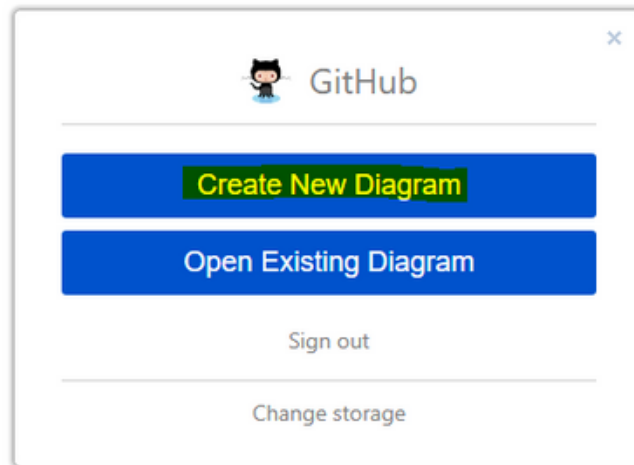 GitHub
Create New Diagram
Open Existing Diagram
Sign out
Change storage